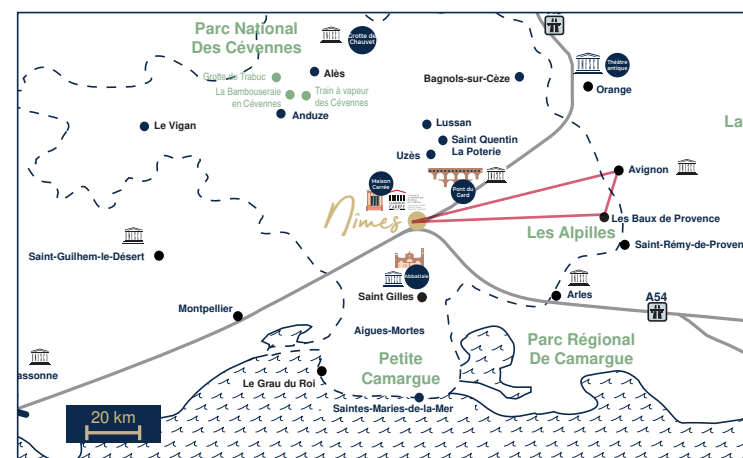 Parc National
Des Cévennes
Grotte de
Chauvet
Théâtre
antique
Orange
Grotte de Trabuc
Alès
La Bambouseraie
en Cévennes
Train à vapeur
des Cévennes
Anduze
Bagnols-sur-Cèze
La
Le Vigan
Lussan
Saint Quentin
La Poterie
Uzès
Maison
Carrée
Pont du
Gard
Avignon
Nîmes
Les Baux de Provence
Les Alpilles
Saint-Rémy-de-Proven
Saint-Guilhem-le-Désert
Abbatiale
Saint Gilles
Arles
A54
Montpellier
Aigues-Mortes
Parc Régional
De Camargue
Petite
Camargue
assonne
Le Grau du Roi
Saintes-Maries-de-la-Mer
20 km